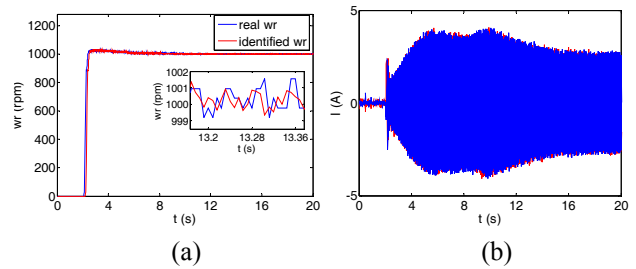 real wr
identified wr
1200
1000
800
600
400
200
0
wr (rpm)
1002
1001
1000
999
wr (rpm)
13.2
13.28
13.36
t (s)
0
4
8
12
16
20
t (s)
(a)
5
0
-5
I (A)
0
4
8
12
16
20
t (s)
(b)